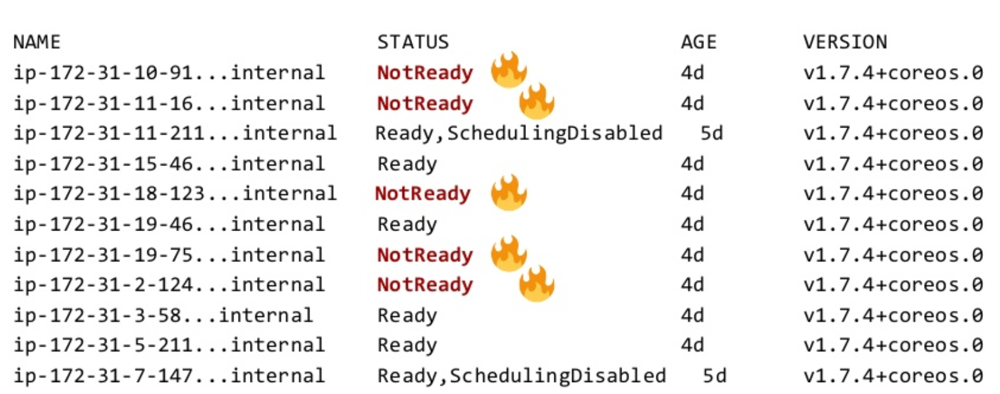 NAME STATUS AGE VERSION
ip-172-31-10-91...internal NotReady 4d v1.7.4+coreos.0
ip-172-31-11-16...internal NotReady 4d v1.7.4+coreos.0
ip-172-31-11-211...internal Ready,SchedulingDisabled 5d v1.7.4+coreos.0
ip-172-31-15-46...internal Ready 4d v1.7.4+coreos.0
ip-172-31-18-123...internal NotReady 4d v1.7.4+coreos.0
ip-172-31-19-46...internal Ready 4d v1.7.4+coreos.0
ip-172-31-19-75...internal NotReady 4d v1.7.4+coreos.0
ip-172-31-2-124...internal NotReady 4d v1.7.4+coreos.0
ip-172-31-3-58...internal Ready 4d v1.7.4+coreos.0
ip-172-31-5-211...internal Ready 4d v1.7.4+coreos.0
ip-172-31-7-147...internal Ready,SchedulingDisabled 5d v1.7.4+coreos.0